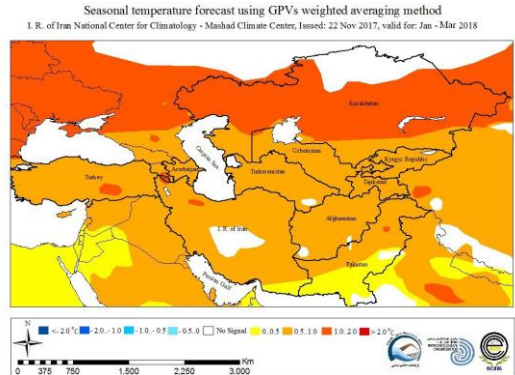 Seasonal temperature forecast using GPVs weighted averaging method
I. R. of Iran National Center for Climatology - Mashad Climate Center, Issued: 22 Nov 2017, valid for: Jan - Mar 2018
Kazakhstan
Uzbekistan
Kyrgyz Republic
Caspian Sea
Azerbaijan
Turkey
Turkmenistan
Tajikistan
I. R. of Iran
Afghanistan
Pakistan
Persian Gulf
N
<- 2.0 °C - 2.0, - 1.0 - 1.0, - 0.5 - 0.5, 0 No Signal 0, 0.5 0.5, 1.0 1.0, 2.0 > 2.0 °C
0 375 750 1,500 2,250 3,000 Km